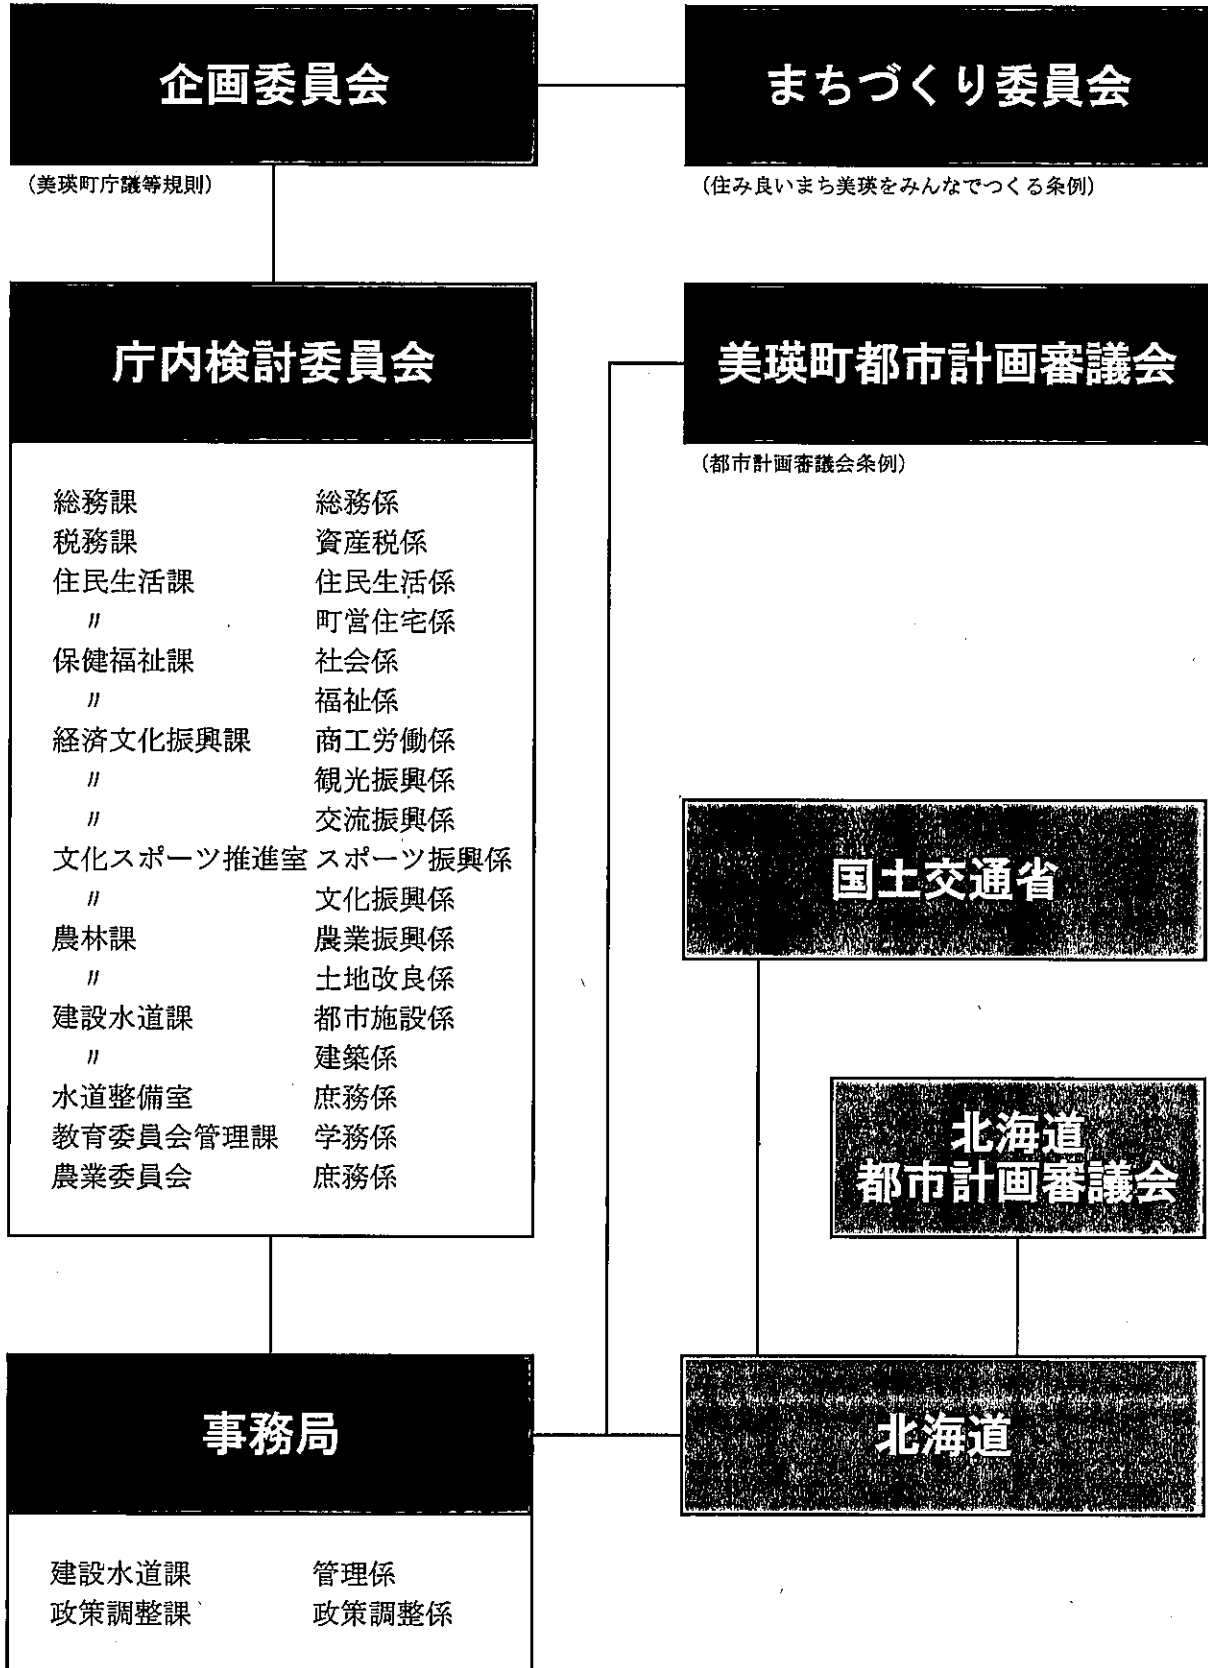 企画委員会
(美瑛町庁議等規則)
まちづくり委員会
(住み良いまち美瑛をみんなでつくる条例)
庁内検討委員会
総務課 総務係
税務課 資産税係
住民生活課 住民生活係
〃 町営住宅係
保健福祉課 社会係
〃 福祉係
経済文化振興課 商工労働係
〃 観光振興係
〃 交流振興係
文化スポーツ推進室 スポーツ振興係
〃 文化振興係
農林課 農業振興係
〃 土地改良係
建設水道課 都市施設係
〃 建築係
水道整備室 庶務係
教育委員会管理課 学務係
農業委員会 庶務係
美瑛町都市計画審議会
(都市計画審議会条例)
国土交通省
北海道
都市計画審議会
事務局
建設水道課 管理係
政策調整課 政策調整係
北海道